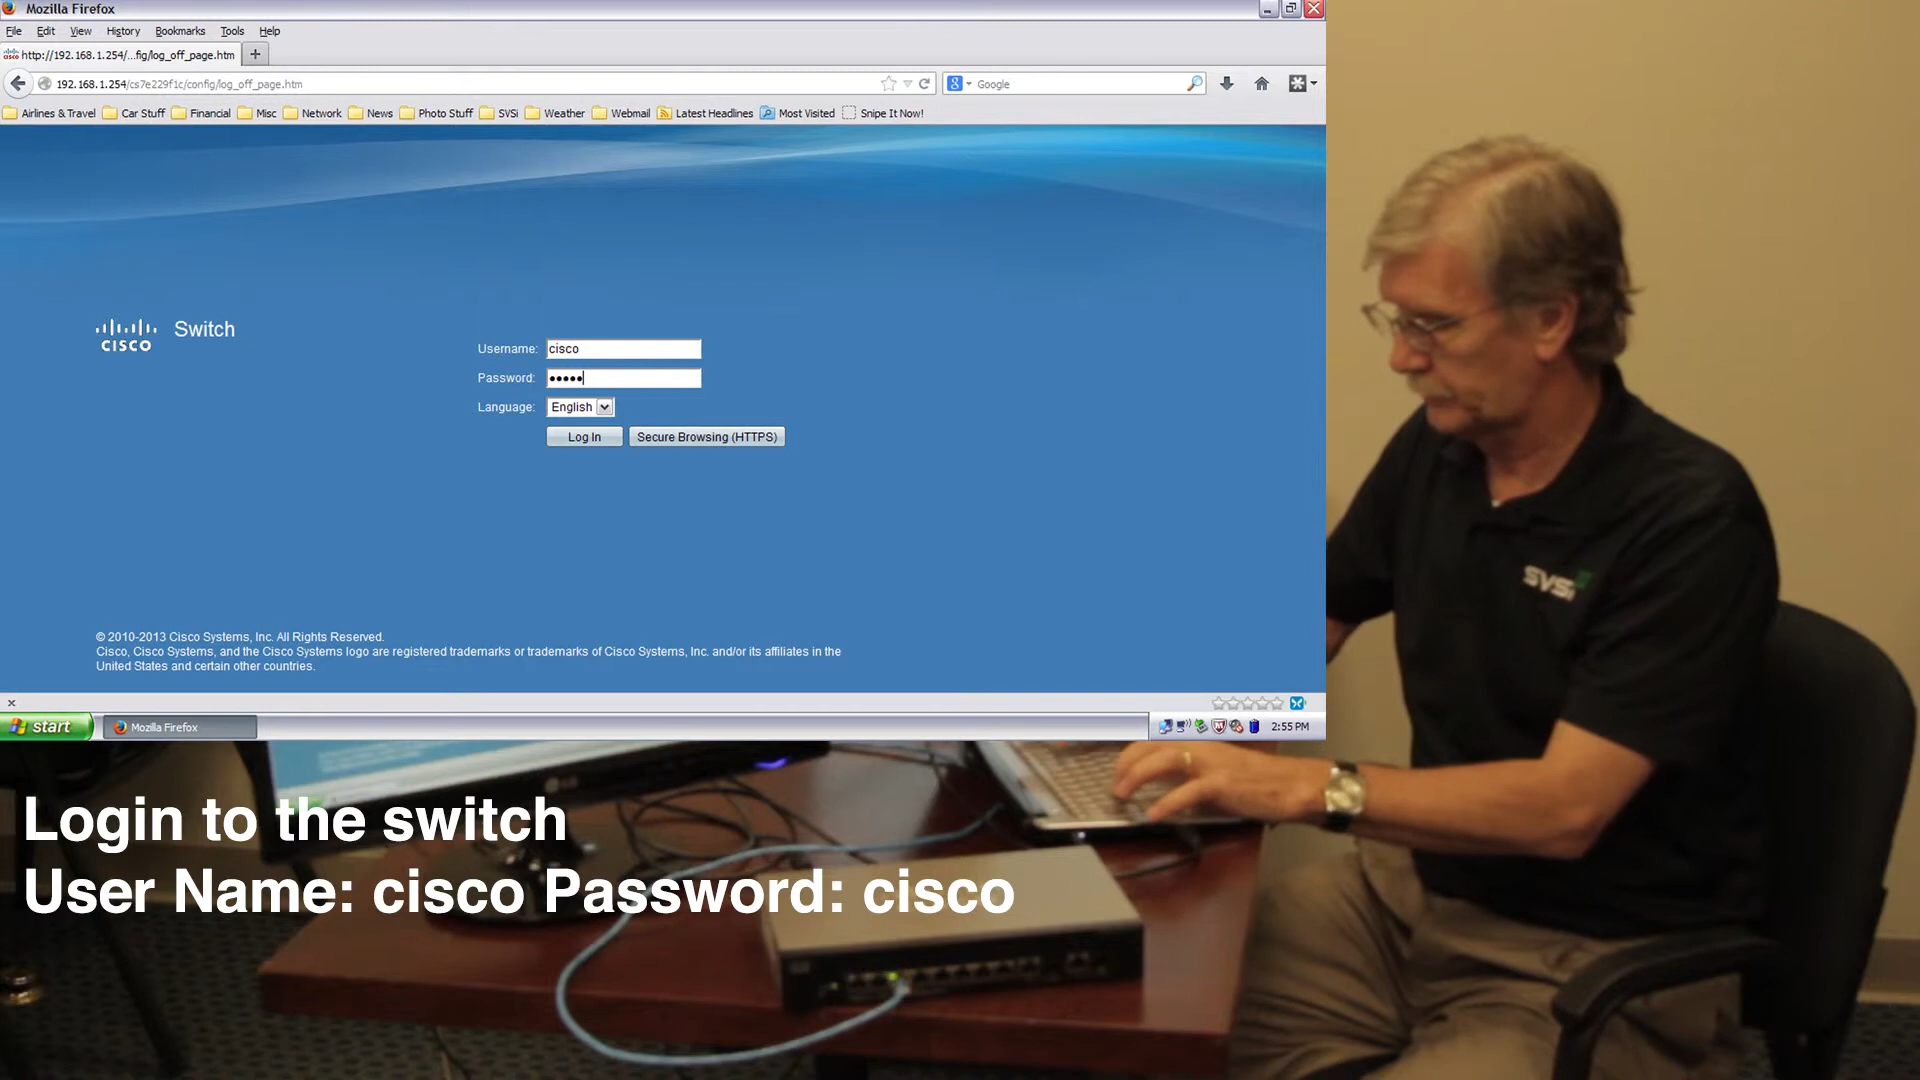 Mozilla Firefox
File Edit View History Bookmarks Tools Help
http://192.168.1.254/...fig/log_off_page.htm
192.168.1.254/cs7e229f1c/config/log_off_page.htm
Google
Airlines & Travel Car Stuff Financial Misc Network News Photo Stuff SVSi Weather Webmail Latest Headlines Most Visited Snipe It Now!
CISCO
Switch
Username: cisco
Password: •••••
Language: English
Log In Secure Browsing (HTTPS)
© 2010-2013 Cisco Systems, Inc. All Rights Reserved.
Cisco, Cisco Systems, and the Cisco Systems logo are registered trademarks or trademarks of Cisco Systems, Inc. and/or its affiliates in the
United States and certain other countries.
start Mozilla Firefox 2:55 PM
SVSi
Login to the switch
User Name: cisco Password: cisco